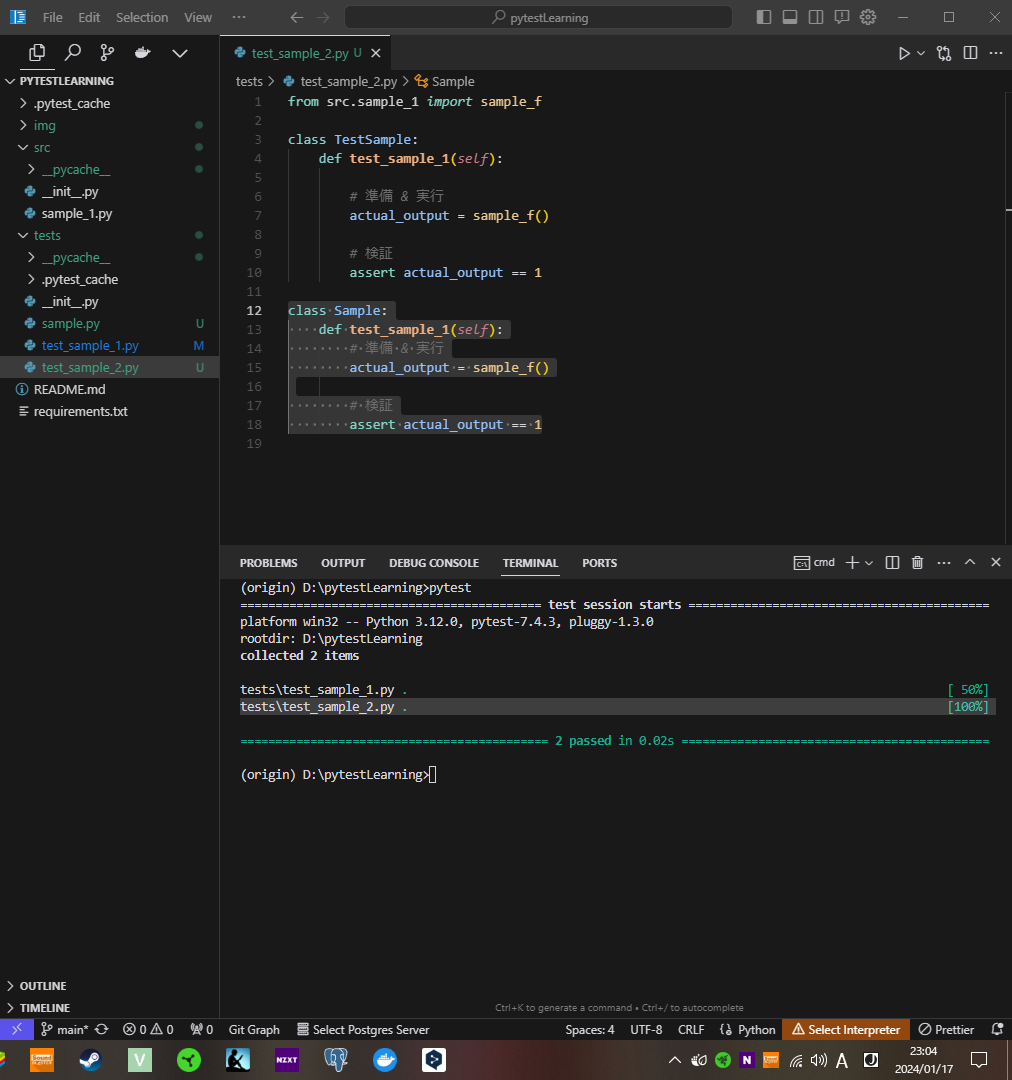 File Edit Selection View ··· pytestLearning
PYTESTLEARNING
.pytest_cache
img
src
__pycache__
__init__.py
sample_1.py
tests
__pycache__
.pytest_cache
__init__.py
sample.py U
test_sample_1.py M
test_sample_2.py U
README.md
requirements.txt
OUTLINE
TIMELINE
test_sample_2.py U
tests > test_sample_2.py > Sample
1 from src.sample_1 import sample_f
2
3 class TestSample:
4 def test_sample_1(self):
5
6 # 準備 & 実行
7 actual_output = sample_f()
8
9 # 検証
10 assert actual_output == 1
11
12 class Sample:
13 def test_sample_1(self):
14 # 準備 & 実行
15 actual_output = sample_f()
16
17 # 検証
18 assert actual_output == 1
19
PROBLEMS OUTPUT DEBUG CONSOLE TERMINAL PORTS cmd
(origin) D:\pytestLearning>pytest
=========================================== test session starts ===========================================
platform win32 -- Python 3.12.0, pytest-7.4.3, pluggy-1.3.0
rootdir: D:\pytestLearning
collected 2 items
tests\test_sample_1.py . [ 50%]
tests\test_sample_2.py . [100%]
============================================ 2 passed in 0.02s ============================================
(origin) D:\pytestLearning>
Ctrl+K to generate a command • Ctrl+/ to autocomplete
main* 0 0 0 Git Graph Select Postgres Server Spaces: 4 UTF-8 CRLF Python Select Interpreter Prettier
V NZXT N A 23:04
2024/01/17